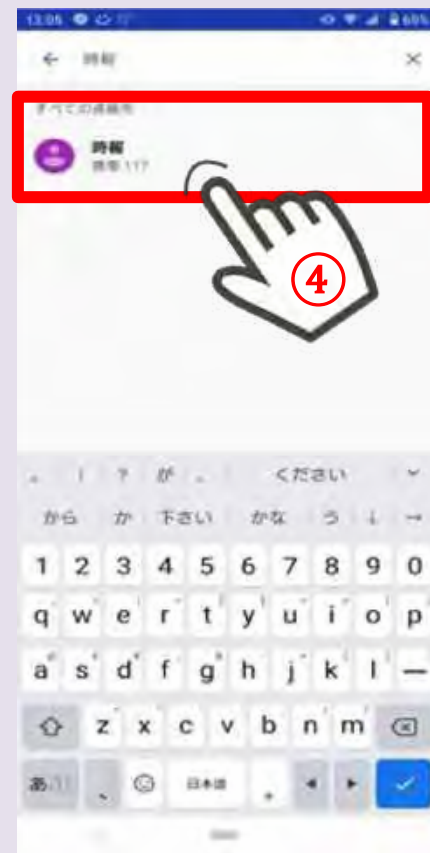 13:05 60%
← 時報 ×
すべての連絡先
時報
携帯 117
④
。 ! ? が 。 ください
から か 下さい かな う ↓ →
1 2 3 4 5 6 7 8 9 0
q w e r t y u i o p
a s d f g h j k l ー
z x c v b n m
あ 、 日本語 。